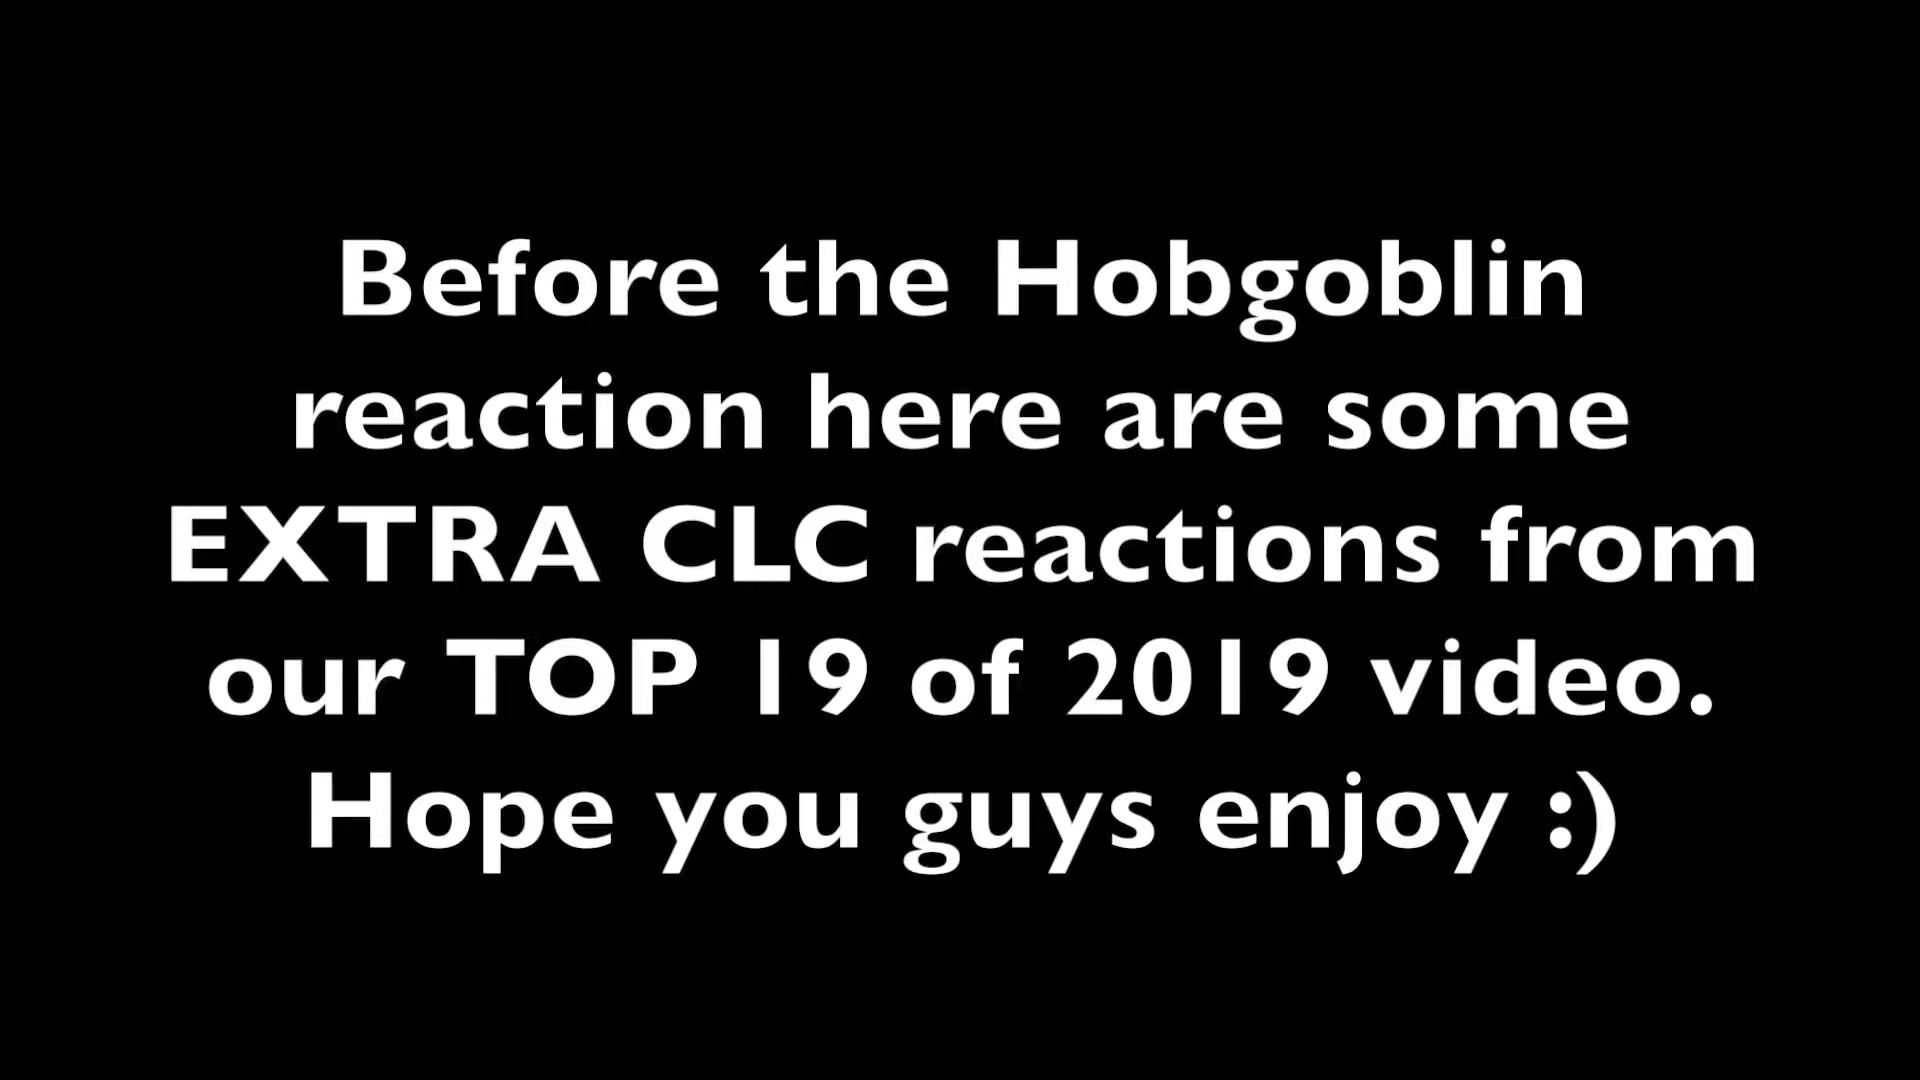 Before the Hobgoblin
reaction here are some
EXTRA CLC reactions from
our TOP 19 of 2019 video.
Hope you guys enjoy :)